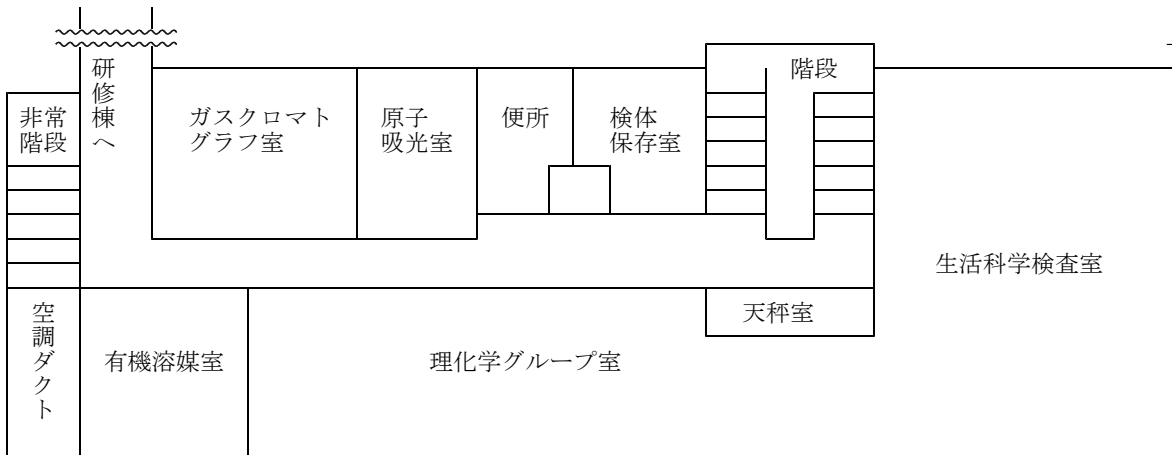 研修棟へ
階段
非常
階段
ガスクロマト
グラフ室
原子
吸光室
便所
検体
保存室
生活科学検査室
空調ダクト
天秤室
有機溶媒室
理化学グループ室